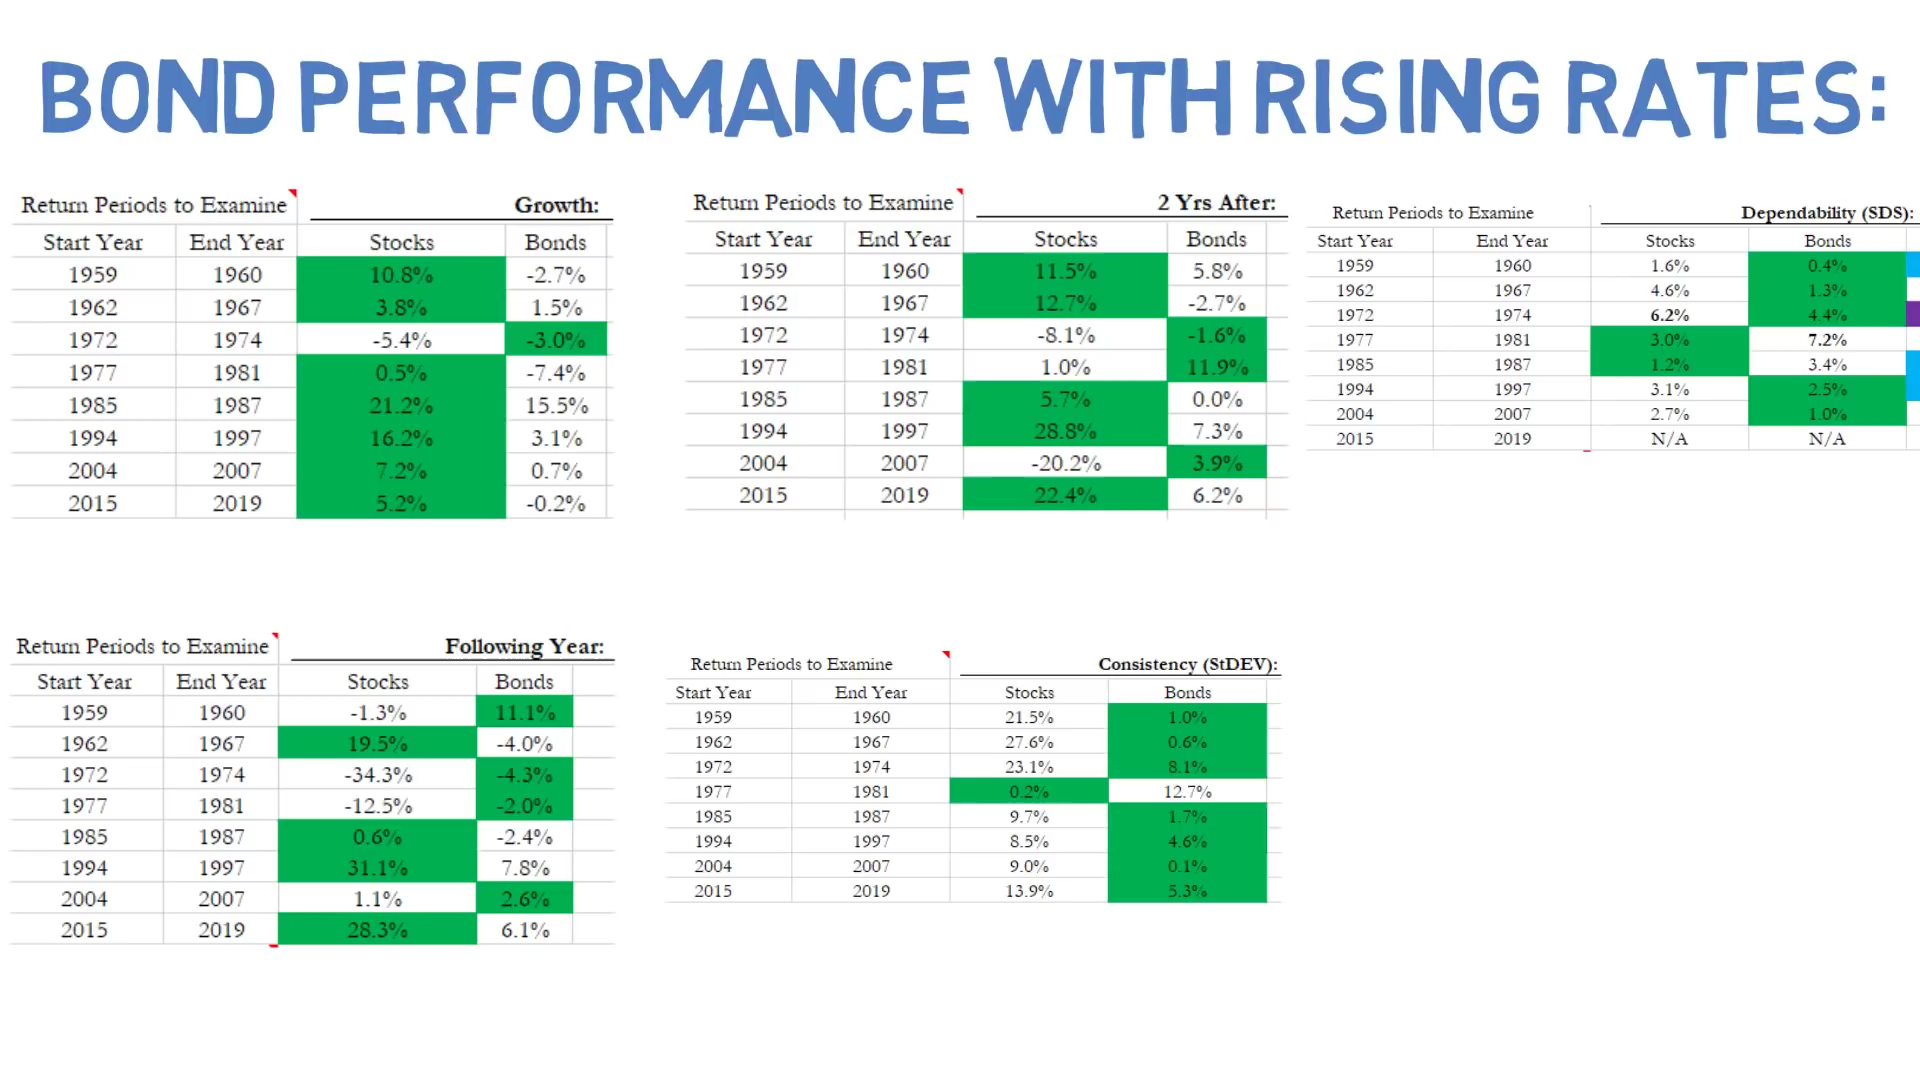 BOND PERFORMANCE WITH RISING RATES:
Return Periods to Examine Growth:
Start Year End Year Stocks Bonds
1959 1960 10.8% -2.7%
1962 1967 3.8% 1.5%
1972 1974 -5.4% -3.0%
1977 1981 0.5% -7.4%
1985 1987 21.2% 15.5%
1994 1997 16.2% 3.1%
2004 2007 7.2% 0.7%
2015 2019 5.2% -0.2%
Return Periods to Examine 2 Yrs After:
Start Year End Year Stocks Bonds
1959 1960 11.5% 5.8%
1962 1967 12.7% -2.7%
1972 1974 -8.1% -1.6%
1977 1981 1.0% 11.9%
1985 1987 5.7% 0.0%
1994 1997 28.8% 7.3%
2004 2007 -20.2% 3.9%
2015 2019 22.4% 6.2%
Return Periods to Examine Dependability (SDS):
Start Year End Year Stocks Bonds
1959 1960 1.6% 0.4%
1962 1967 4.6% 1.3%
1972 1974 6.2% 4.4%
1977 1981 3.0% 7.2%
1985 1987 1.2% 3.4%
1994 1997 3.1% 2.5%
2004 2007 2.7% 1.0%
2015 2019 N/A N/A
Return Periods to Examine Following Year:
Start Year End Year Stocks Bonds
1959 1960 -1.3% 11.1%
1962 1967 19.5% -4.0%
1972 1974 -34.3% -4.3%
1977 1981 -12.5% -2.0%
1985 1987 0.6% -2.4%
1994 1997 31.1% 7.8%
2004 2007 1.1% 2.6%
2015 2019 28.3% 6.1%
Return Periods to Examine Consistency (StDEV):
Start Year End Year Stocks Bonds
1959 1960 21.5% 1.0%
1962 1967 27.6% 0.6%
1972 1974 23.1% 8.1%
1977 1981 0.2% 12.7%
1985 1987 9.7% 1.7%
1994 1997 8.5% 4.6%
2004 2007 9.0% 0.1%
2015 2019 13.9% 5.3%